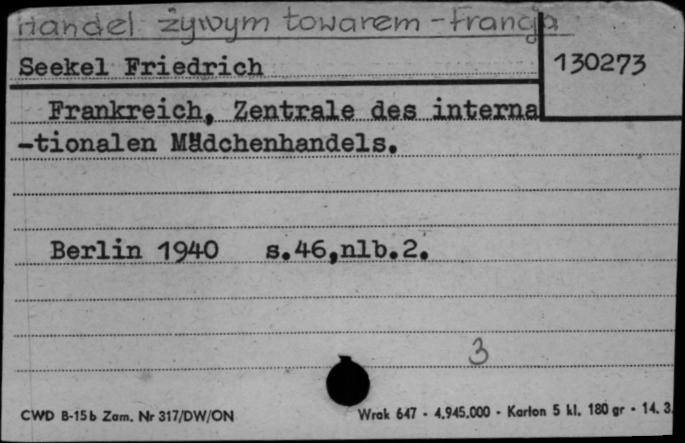 Handel żywym towarem - Francja
Seekel Friedrich
130273
Frankreich, Zentrale des interna
-tionalen Mädchenhandels.
Berlin 1940 s.46,nlb.2.
3
CWD B-15b Zam. Nr 317/DW/ON
Wrak 647 - 4.945.000 - Karton 5 kl. 180 gr - 14. 3.